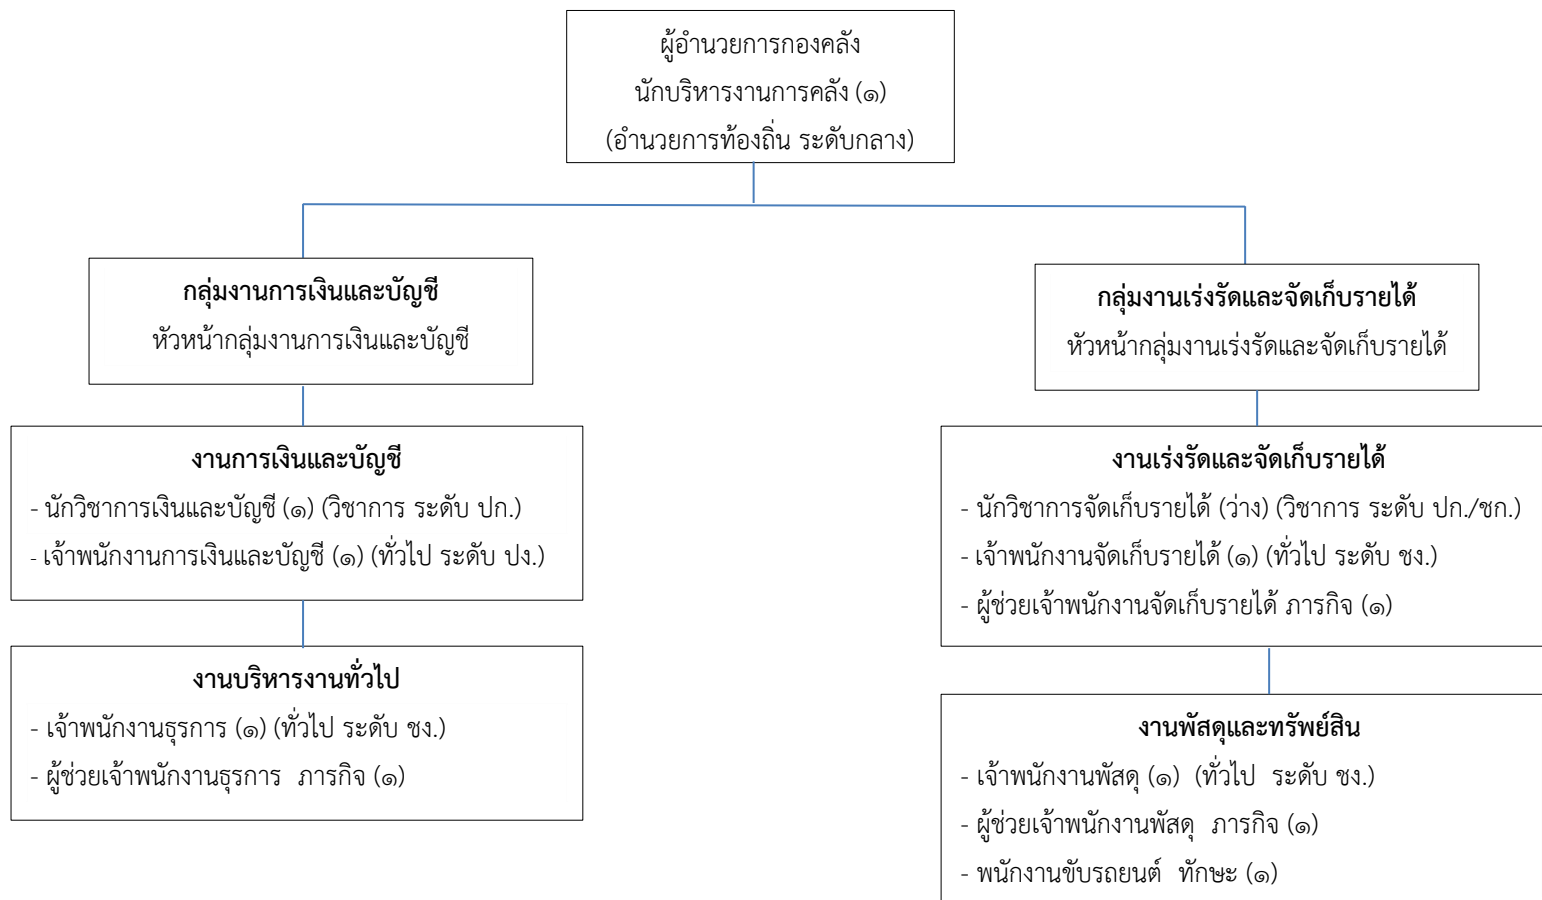 ผู้อำนวยการกองคลัง
นักบริหารงานการคลัง (๑)
(อำนวยการท้องถิ่น ระดับกลาง)
กลุ่มงานการเงินและบัญชี
หัวหน้ากลุ่มงานการเงินและบัญชี
กลุ่มงานเร่งรัดและจัดเก็บรายได้
หัวหน้ากลุ่มงานเร่งรัดและจัดเก็บรายได้
งานการเงินและบัญชี
- นักวิชาการเงินและบัญชี (๑) (วิชาการ ระดับ ปก.)
- เจ้าพนักงานการเงินและบัญชี (๑) (ทั่วไป ระดับ ปง.)
งานเร่งรัดและจัดเก็บรายได้
- นักวิชาการจัดเก็บรายได้ (ว่าง) (วิชาการ ระดับ ปก./ชก.)
- เจ้าพนักงานจัดเก็บรายได้ (๑) (ทั่วไป ระดับ ชง.)
- ผู้ช่วยเจ้าพนักงานจัดเก็บรายได้ ภารกิจ (๑)
งานบริหารงานทั่วไป
- เจ้าพนักงานธุรการ (๑) (ทั่วไป ระดับ ชง.)
- ผู้ช่วยเจ้าพนักงานธุรการ ภารกิจ (๑)
งานพัสดุและทรัพย์สิน
- เจ้าพนักงานพัสดุ (๑) (ทั่วไป ระดับ ชง.)
- ผู้ช่วยเจ้าพนักงานพัสดุ ภารกิจ (๑)
- พนักงานขับรถยนต์ ทักษะ (๑)